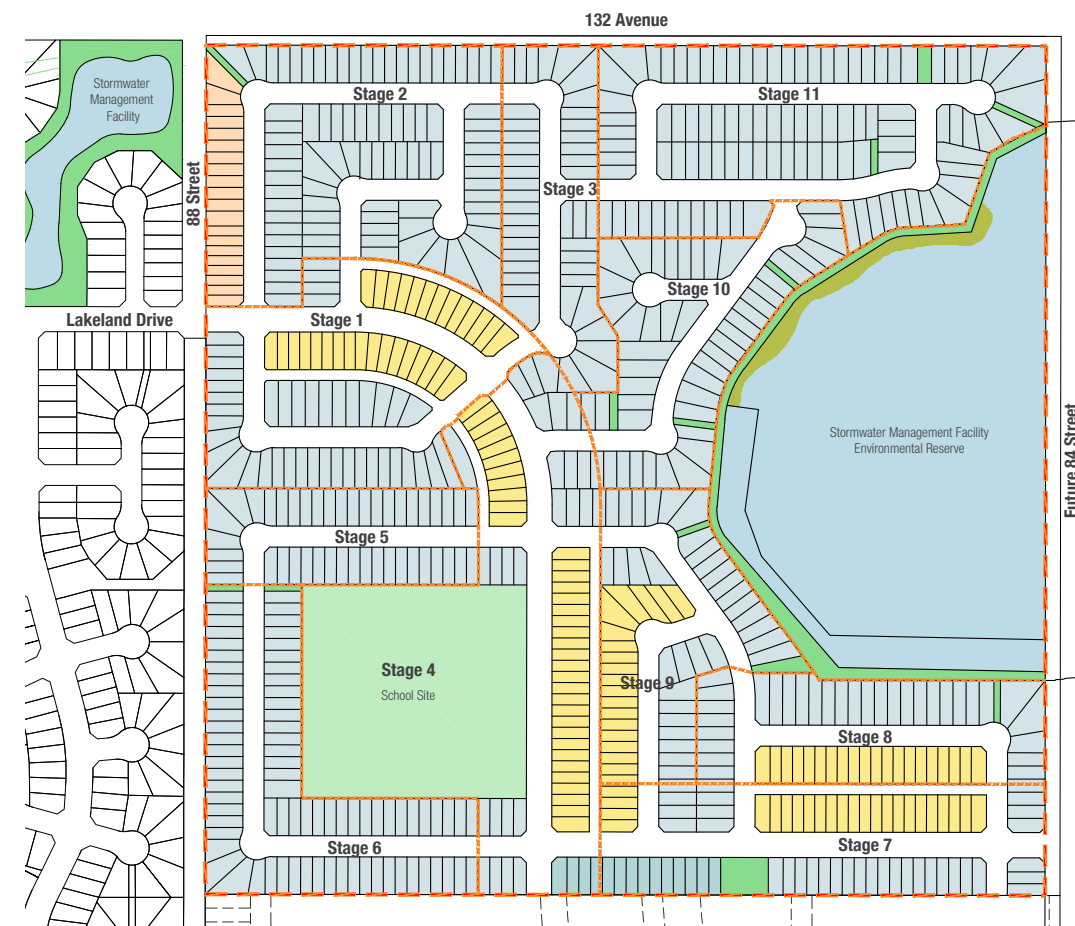 132 Avenue
Stormwater
Management
Facility
Stage 2
Stage 11
88 Street
Stage 3
Stage 10
Lakeland Drive
Stage 1
Stormwater Management Facility
Environmental Reserve
Future 84 Street
Stage 5
Stage 4
School Site
Stage 9
Stage 8
Stage 6
Stage 7